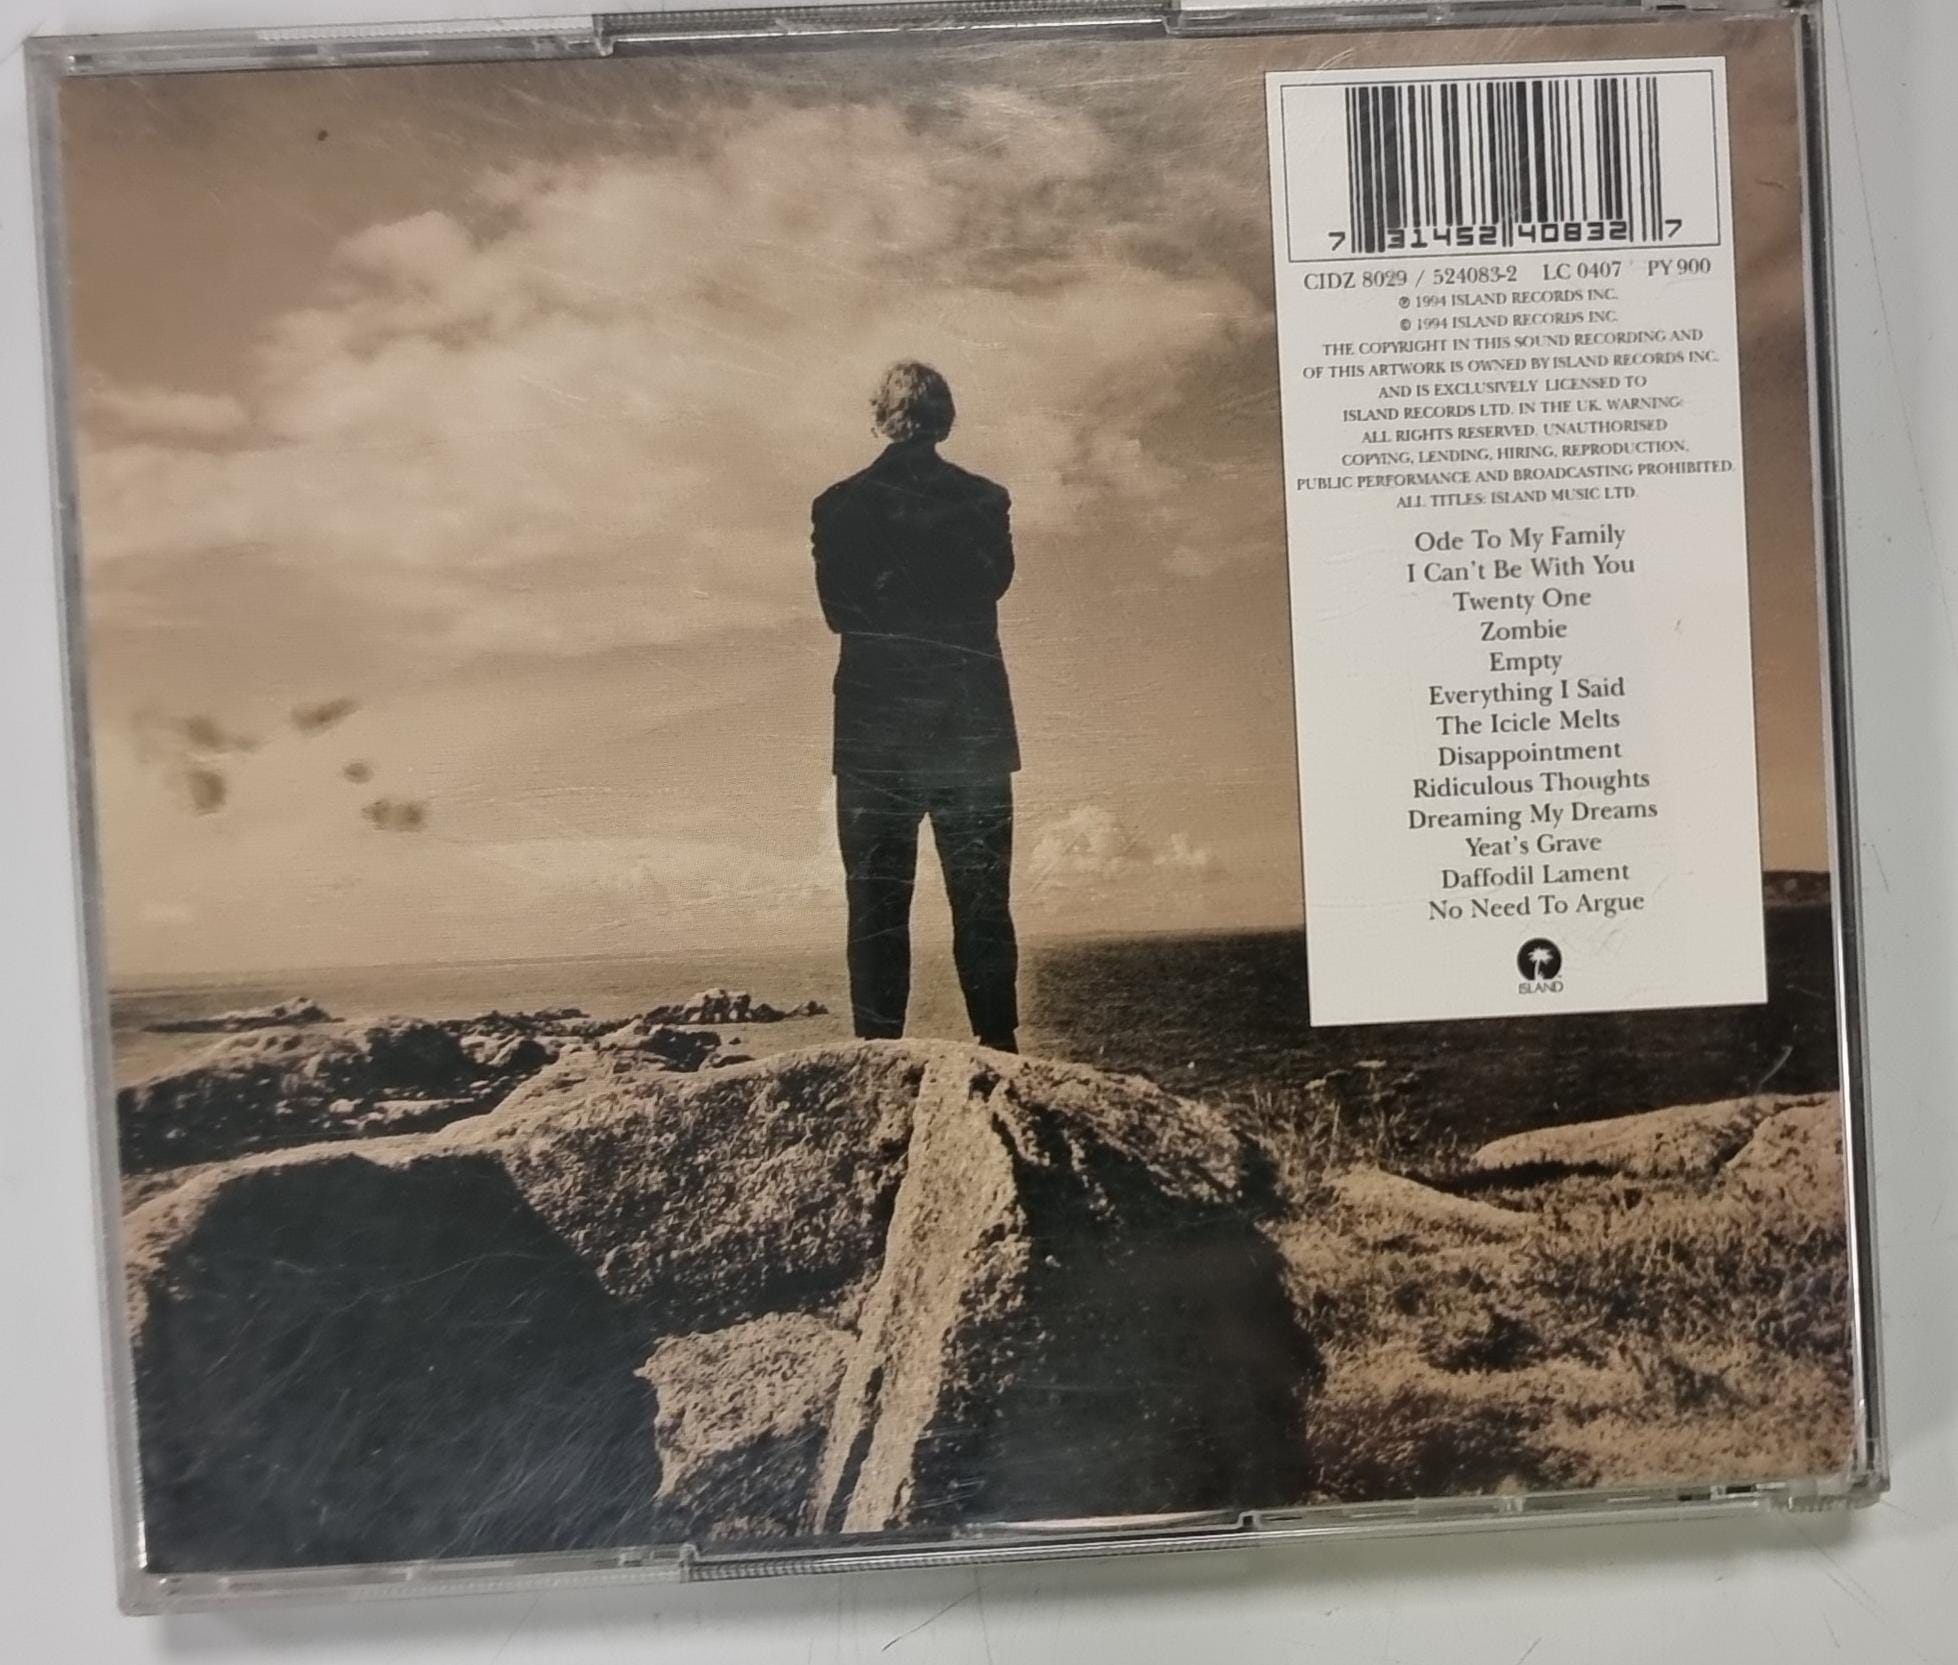 7 314524 083277
CIDZ 8029 / 524083-2 LC 0407 PY 900
℗ 1994 ISLAND RECORDS INC.
© 1994 ISLAND RECORDS INC.
THE COPYRIGHT IN THIS SOUND RECORDING AND
OF THIS ARTWORK IS OWNED BY ISLAND RECORDS INC.
AND IS EXCLUSIVELY LICENSED TO
ISLAND RECORDS LTD. IN THE UK. WARNING:
ALL RIGHTS RESERVED. UNAUTHORISED
COPYING, LENDING, HIRING, REPRODUCTION,
PUBLIC PERFORMANCE AND BROADCASTING PROHIBITED.
ALL TITLES: ISLAND MUSIC LTD.
Ode To My Family
I Can't Be With You
Twenty One
Zombie
Empty
Everything I Said
The Icicle Melts
Disappointment
Ridiculous Thoughts
Dreaming My Dreams
Yeat's Grave
Daffodil Lament
No Need To Argue
ISLAND